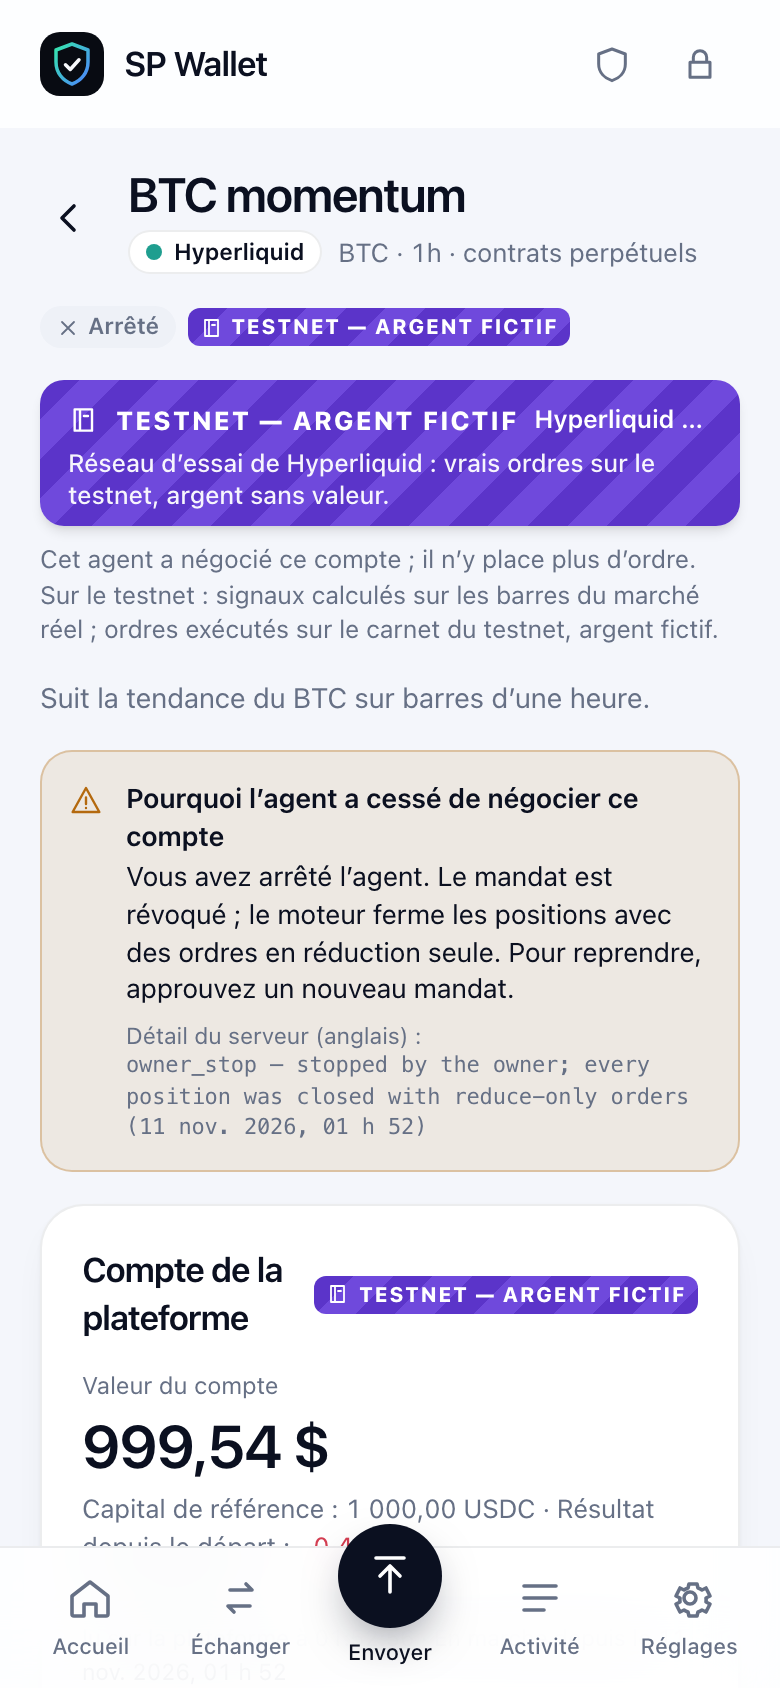 SP Wallet
BTC momentum
Hyperliquid
BTC · 1h · contrats perpétuels
Arrêté
TESTNET — ARGENT FICTIF
TESTNET — ARGENT FICTIF Hyperliquid ...
Réseau d’essai de Hyperliquid : vrais ordres sur le
testnet, argent sans valeur.
Cet agent a négocié ce compte ; il n’y place plus d’ordre.
Sur le testnet : signaux calculés sur les barres du marché
réel ; ordres exécutés sur le carnet du testnet, argent fictif.
Suit la tendance du BTC sur barres d’une heure.
Pourquoi l’agent a cessé de négocier ce
compte
Vous avez arrêté l’agent. Le mandat est
révoqué ; le moteur ferme les positions avec
des ordres en réduction seule. Pour reprendre,
approuvez un nouveau mandat.
Détail du serveur (anglais) :
owner_stop — stopped by the owner; every
position was closed with reduce-only orders
(11 nov. 2026, 01 h 52)
Compte de la
plateforme
TESTNET — ARGENT FICTIF
Valeur du compte
999,54 $
Capital de référence : 1 000,00 USDC · Résultat
depuis le départ :
Accueil
Échanger
Envoyer
Activité
Réglages
nov. 2026, 01 h 52